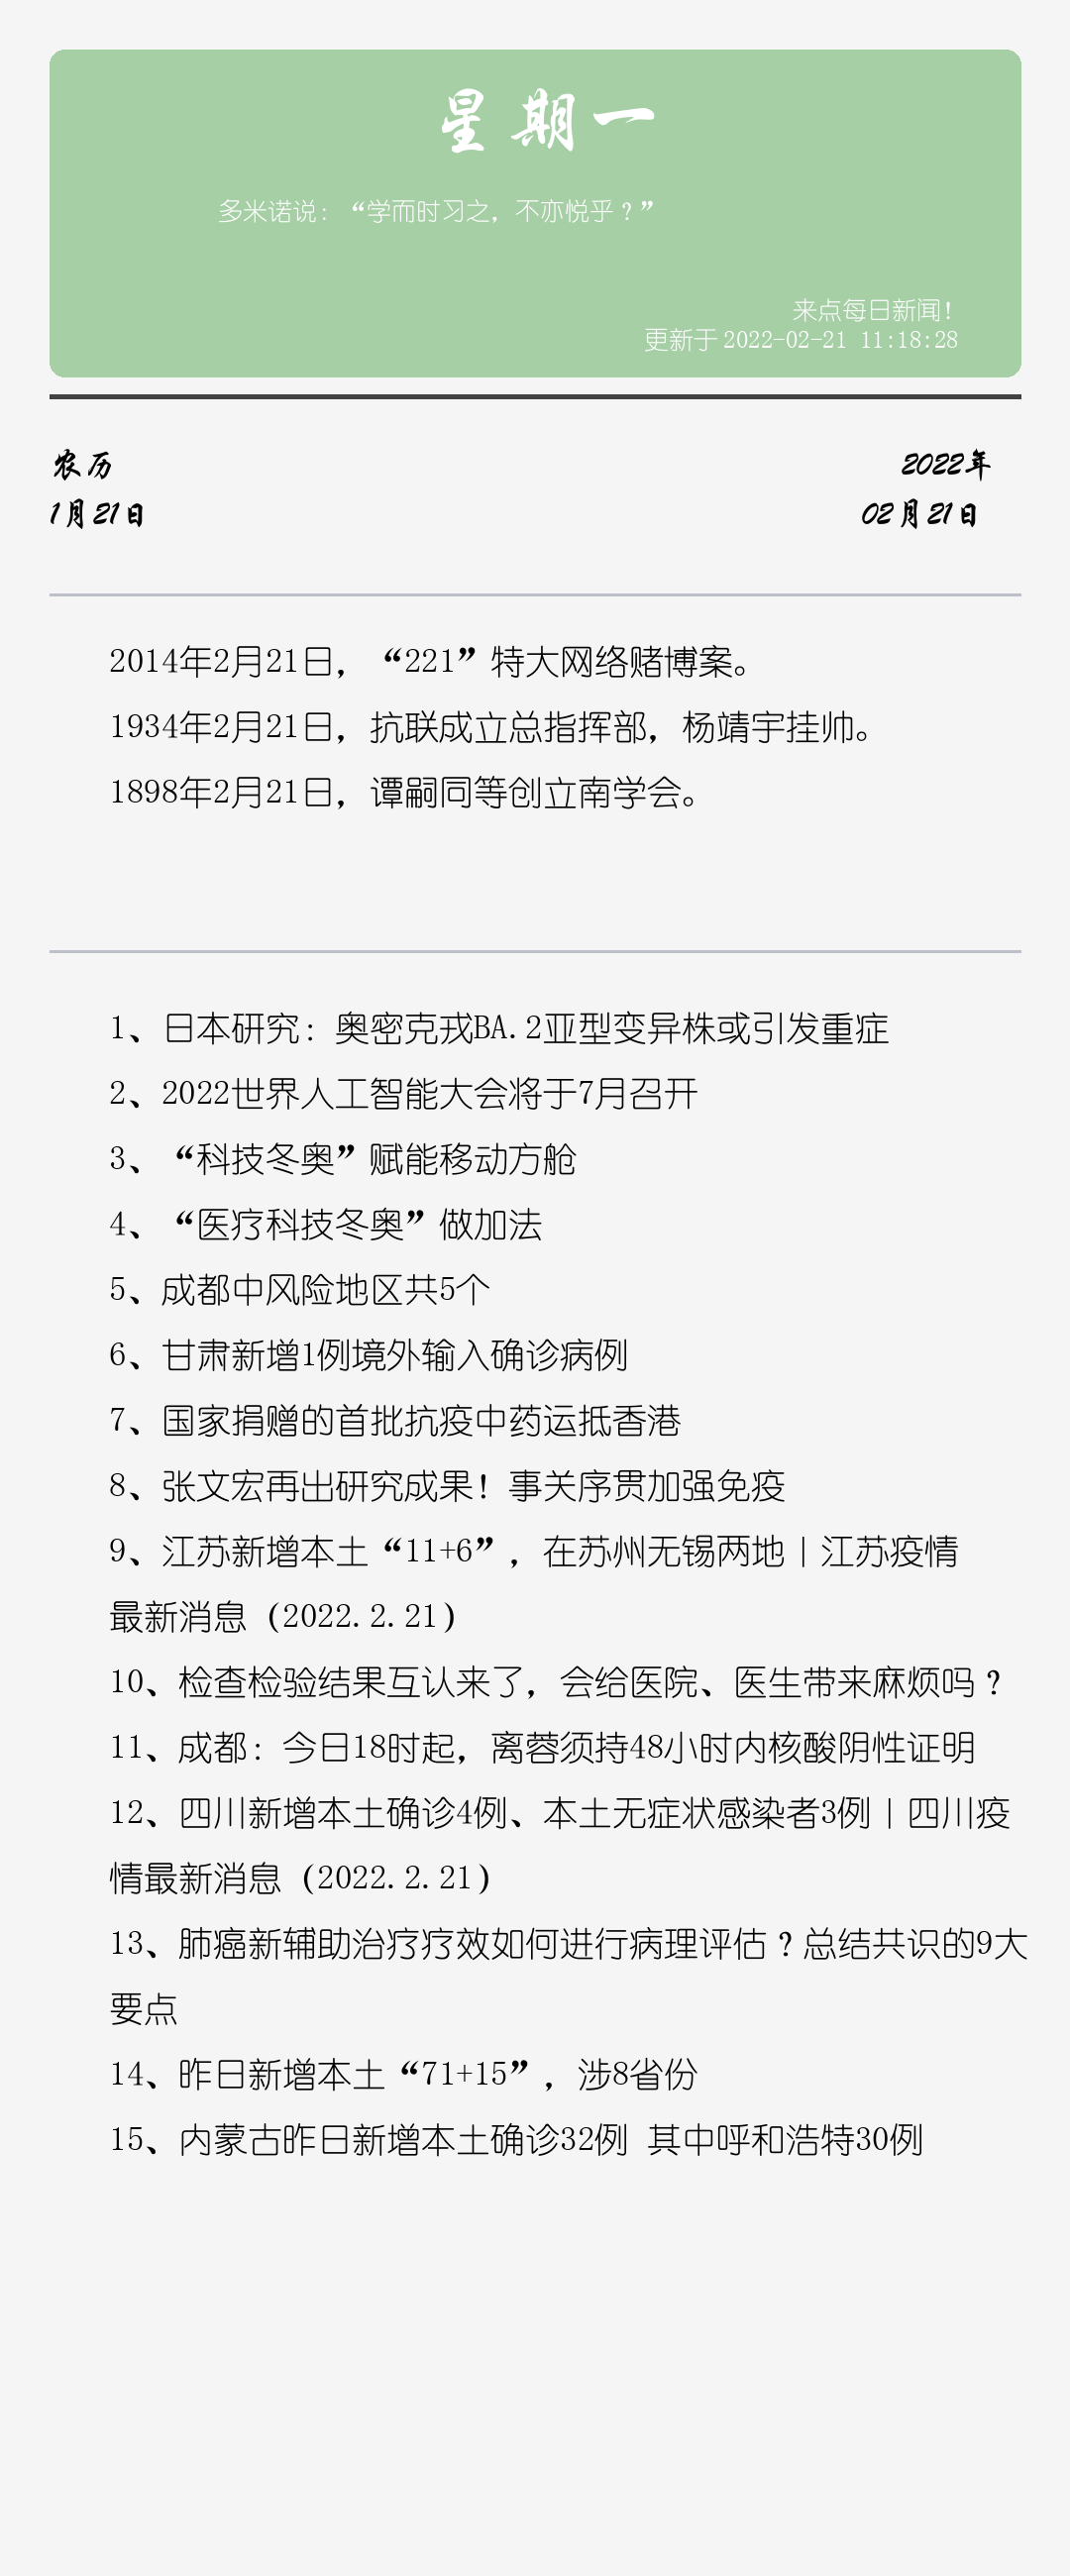 星期一
多米诺说：“学而时习之，不亦悦乎？”
来点每日新闻！
更新于2022-02-21 11:18:28
农历
2022年
1月21日
02月21日
2014年2月21日，“221”特大网络赌博案。
1934年2月21日，抗联成立总指挥部，杨靖宇挂帅。
1898年2月21日，谭嗣同等创立南学会。
1、日本研究：奥密克戎BA.2亚型变异株或引发重症
2、2022世界人工智能大会将于7月召开
3、“科技冬奥”赋能移动方舱
4、“医疗科技冬奥”做加法
5、成都中风险地区共5个
6、甘肃新增1例境外输入确诊病例
7、国家捐赠的首批抗疫中药运抵香港
8、张文宏再出研究成果！事关序贯加强免疫
9、江苏新增本土“11+6”，在苏州无锡两地丨江苏疫情
最新消息（2022.2.21）
10、检查检验结果互认来了，会给医院、医生带来麻烦吗？
11、成都：今日18时起，离蓉须持48小时内核酸阴性证明
12、四川新增本土确诊4例、本土无症状感染者3例丨四川疫
情最新消息（2022.2.21）
13、肺癌新辅助治疗疗效如何进行病理评估？总结共识的9大
要点
14、昨日新增本土“71+15”，涉8省份
15、内蒙古昨日新增本土确诊32例 其中呼和浩特30例